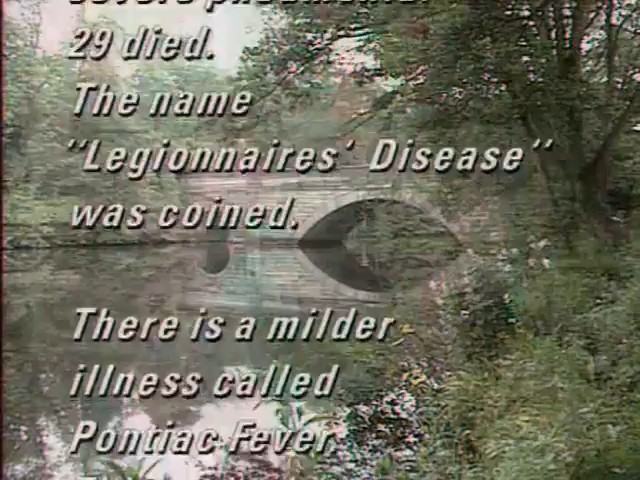 29 died.
The name
"Legionnaires' Disease"
was coined.
There is a milder
illness called
Pontiac Fever